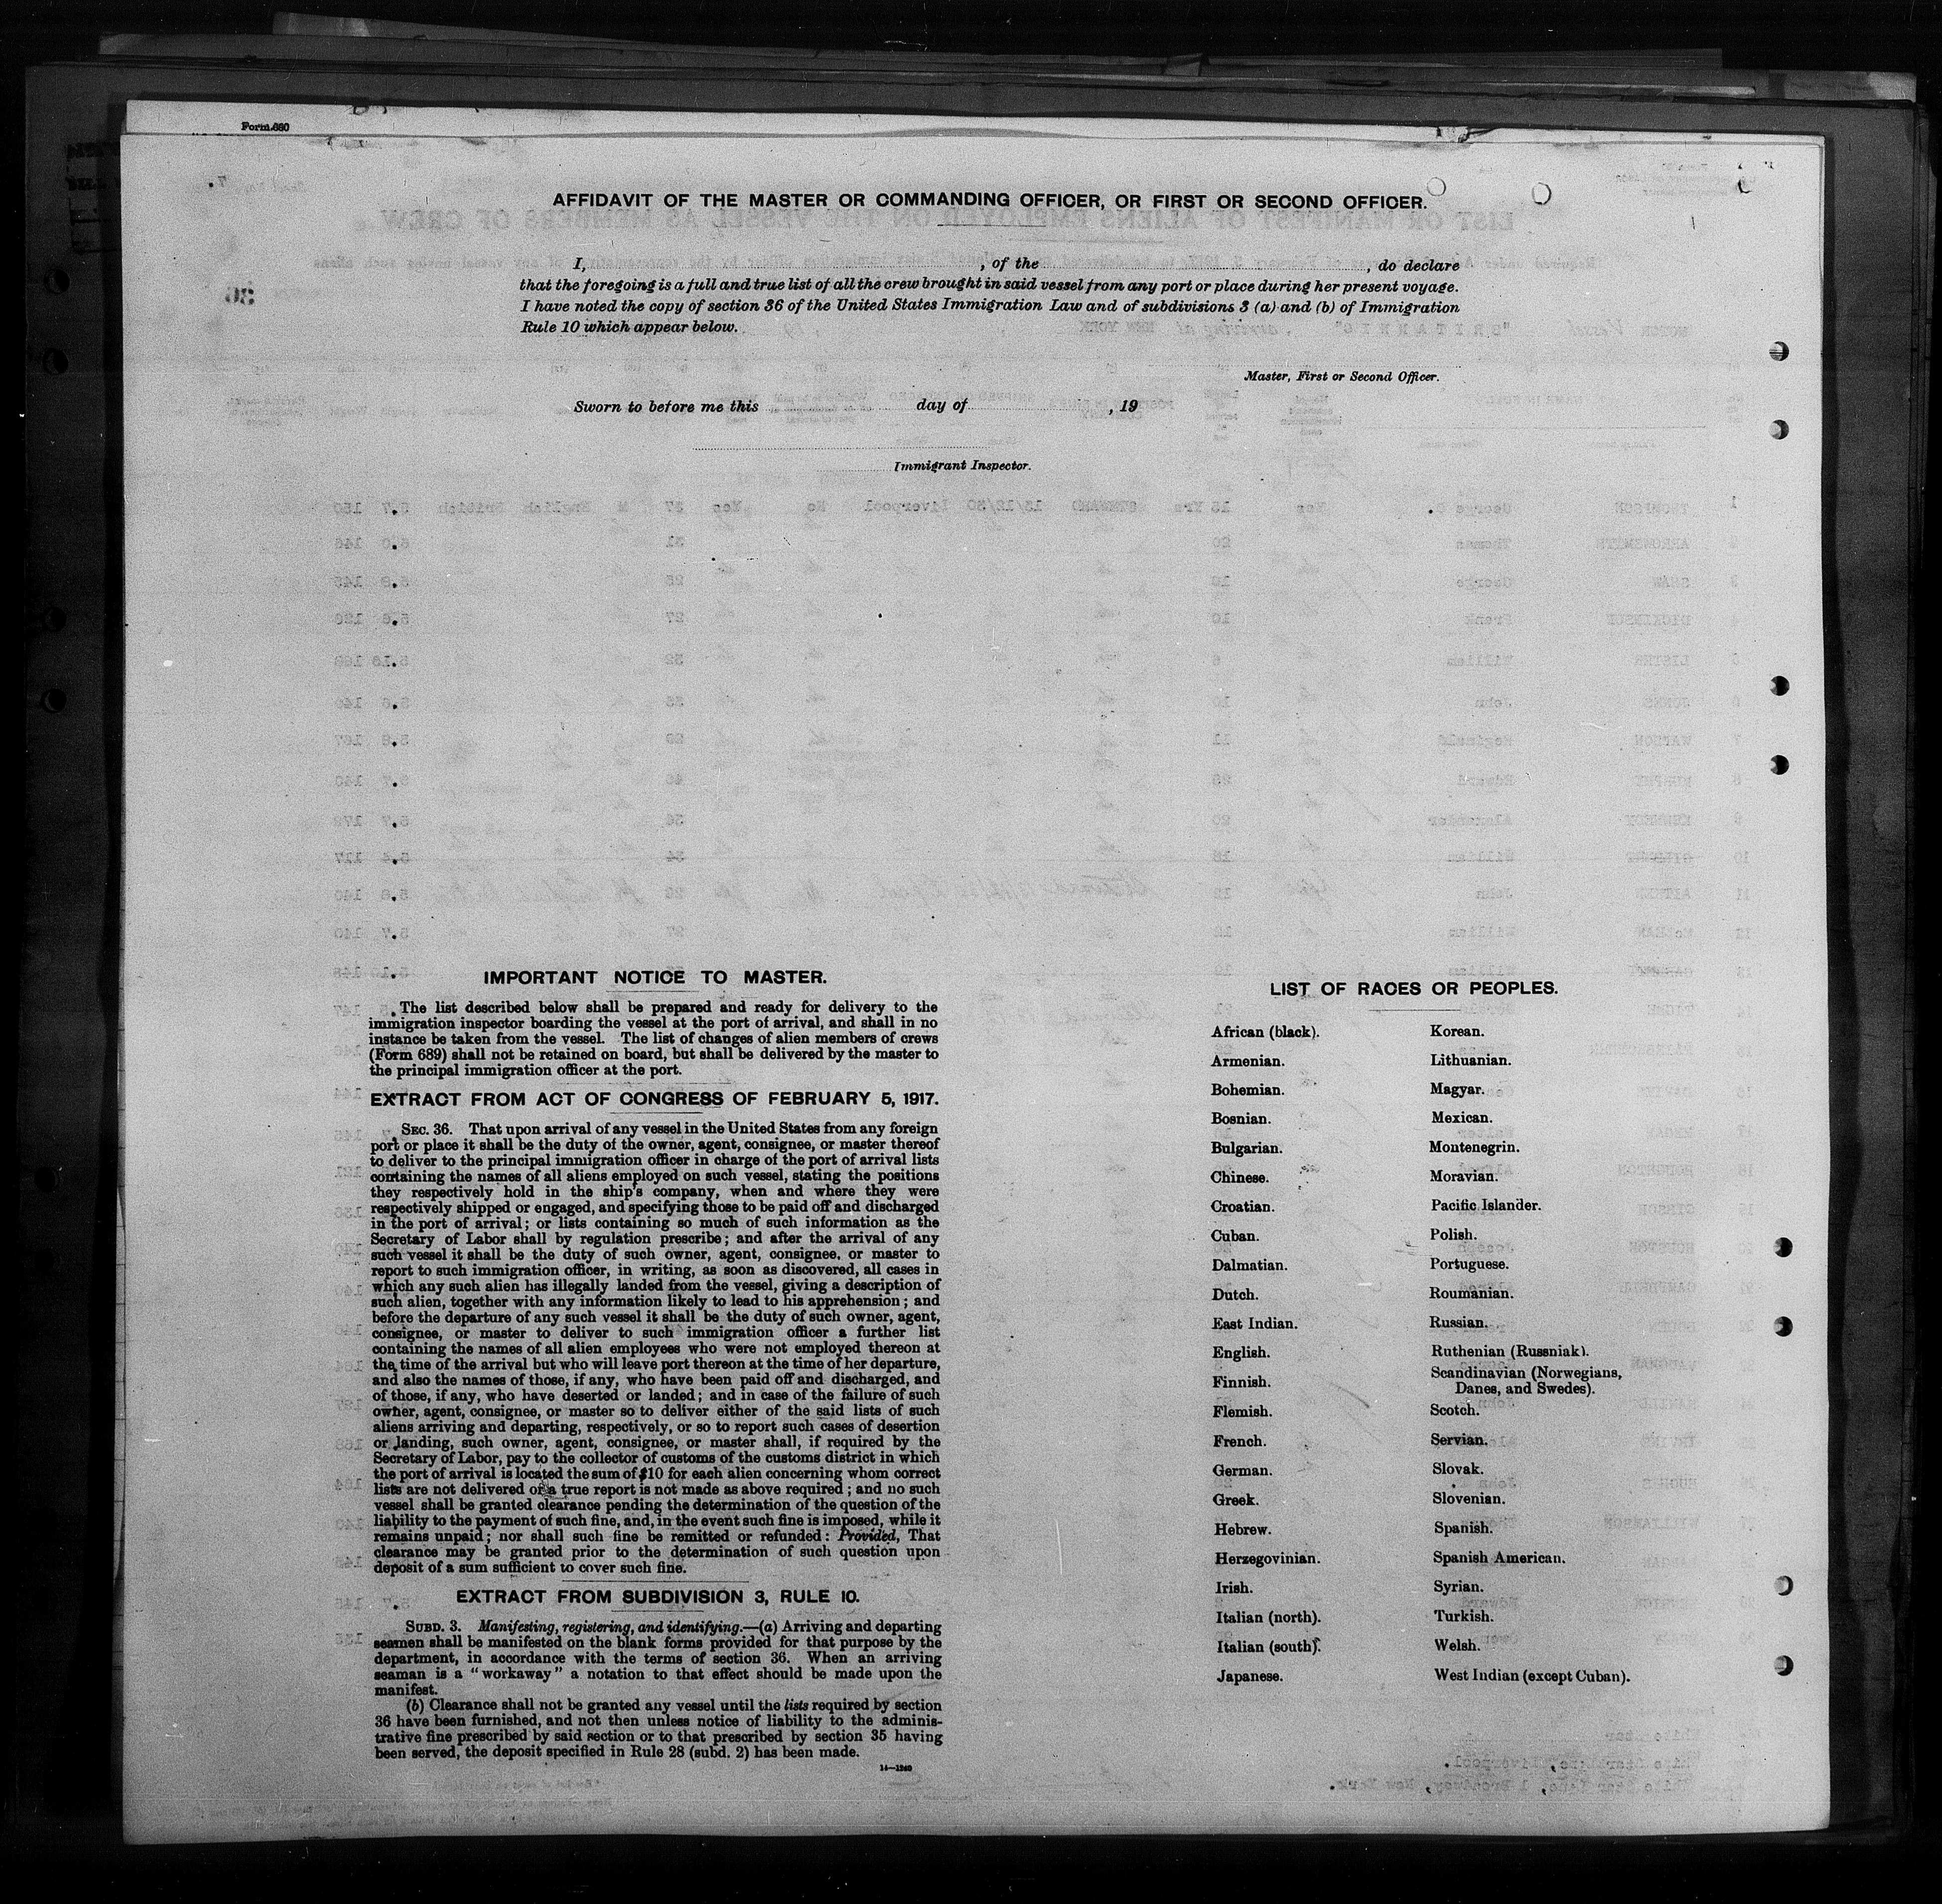 Form 680
AFFIDAVIT OF THE MASTER OR COMMANDING OFFICER, OR FIRST OR SECOND OFFICER.
I, , of the , do declare
that the foregoing is a full and true list of all the crew brought in said vessel from any port or place during her present voyage.
I have noted the copy of section 36 of the United States Immigration Law and of subdivisions 3 (a) and (b) of Immigration
Rule 10 which appear below.
Master, First or Second Officer.
Sworn to before me this day of , 19
Immigrant Inspector.
IMPORTANT NOTICE TO MASTER.
The list described below shall be prepared and ready for delivery to the
immigration inspector boarding the vessel at the port of arrival, and shall in no
instance be taken from the vessel. The list of changes of alien members of crews
(Form 689) shall not be retained on board, but shall be delivered by the master to
the principal immigration officer at the port.
EXTRACT FROM ACT OF CONGRESS OF FEBRUARY 5, 1917.
SEC. 36. That upon arrival of any vessel in the United States from any foreign
port or place it shall be the duty of the owner, agent, consignee, or master thereof
to deliver to the principal immigration officer in charge of the port of arrival lists
containing the names of all aliens employed on such vessel, stating the positions
they respectively hold in the ship's company, when and where they were
respectively shipped or engaged, and specifying those to be paid off and discharged
in the port of arrival; or lists containing so much of such information as the
Secretary of Labor shall by regulation prescribe; and after the arrival of any
such vessel it shall be the duty of such owner, agent, consignee, or master to
report to such immigration officer, in writing, as soon as discovered, all cases in
which any such alien has illegally landed from the vessel, giving a description of
such alien, together with any information likely to lead to his apprehension; and
before the departure of any such vessel it shall be the duty of such owner, agent,
consignee, or master to deliver to such immigration officer a further list
containing the names of all alien employees who were not employed thereon at
the time of the arrival but who will leave port thereon at the time of her departure,
and also the names of those, if any, who have been paid off and discharged, and
of those, if any, who have deserted or landed; and in case of the failure of such
owner, agent, consignee, or master so to deliver either of the said lists of such
aliens arriving and departing, respectively, or so to report such cases of desertion
or landing, such owner, agent, consignee, or master shall, if required by the
Secretary of Labor, pay to the collector of customs of the customs district in which
the port of arrival is located the sum of $10 for each alien concerning whom correct
lists are not delivered or a true report is not made as above required; and no such
vessel shall be granted clearance pending the determination of the question of the
liability to the payment of such fine, and, in the event such fine is imposed, while it
remains unpaid; nor shall such fine be remitted or refunded: Provided, That
clearance may be granted prior to the determination of such question upon
deposit of a sum sufficient to cover such fine.
EXTRACT FROM SUBDIVISION 3, RULE 10.
SUBD. 3. Manifesting, registering, and identifying.—(a) Arriving and departing
seamen shall be manifested on the blank forms provided for that purpose by the
department, in accordance with the terms of section 36. When an arriving
seaman is a "workaway" a notation to that effect should be made upon the
manifest.
(b) Clearance shall not be granted any vessel until the lists required by section
36 have been furnished, and not then unless notice of liability to the adminis-
trative fine prescribed by said section or to that prescribed by section 35 having
been served, the deposit specified in Rule 28 (subd. 2) has been made.
14—1240
LIST OF RACES OR PEOPLES.
African (black).
Armenian.
Bohemian.
Bosnian.
Bulgarian.
Chinese.
Croatian.
Cuban.
Dalmatian.
Dutch.
East Indian.
English.
Finnish.
Flemish.
French.
German.
Greek.
Hebrew.
Herzegovinian.
Irish.
Italian (north).
Italian (south).
Japanese.
Korean.
Lithuanian.
Magyar.
Mexican.
Montenegrin.
Moravian.
Pacific Islander.
Polish.
Portuguese.
Roumanian.
Russian.
Ruthenian (Russniak).
Scandinavian (Norwegians,
Danes, and Swedes).
Scotch.
Servian.
Slovak.
Slovenian.
Spanish.
Spanish American.
Syrian.
Turkish.
Welsh.
West Indian (except Cuban).